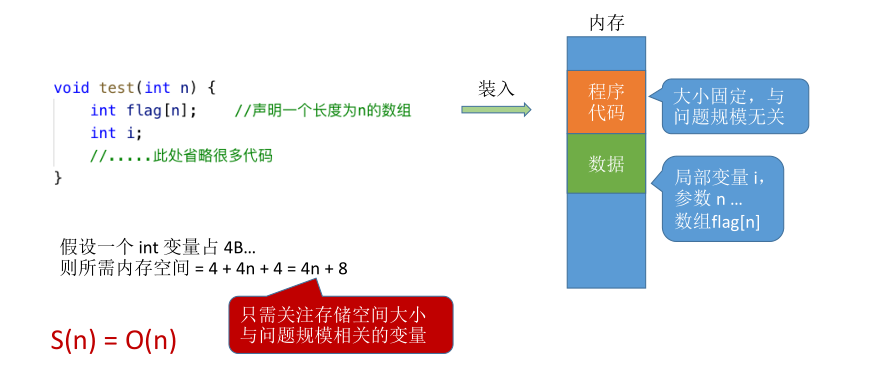 内存
void test(int n) {
int flag[n]; //声明一个长度为n的数组
int i;
//.....此处省略很多代码
}
装入
程序
代码
大小固定，与
问题规模无关
数据
局部变量 i，
参数 n ...
数组flag[n]
假设一个 int 变量占 4B...
则所需内存空间 = 4 + 4n + 4 = 4n + 8
只需关注存储空间大小
与问题规模相关的变量
S(n) = O(n)